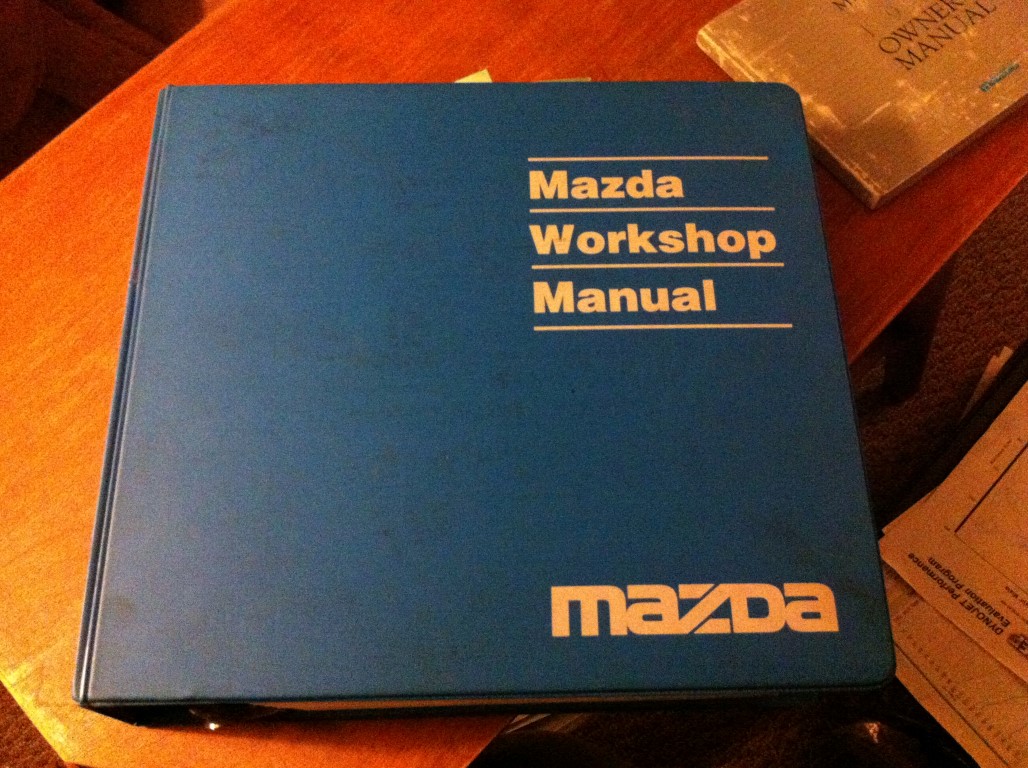 Mazda
Workshop
Manual
mazda
OWNER
MANUAL
DYNOJET Performance
Evaluation Program